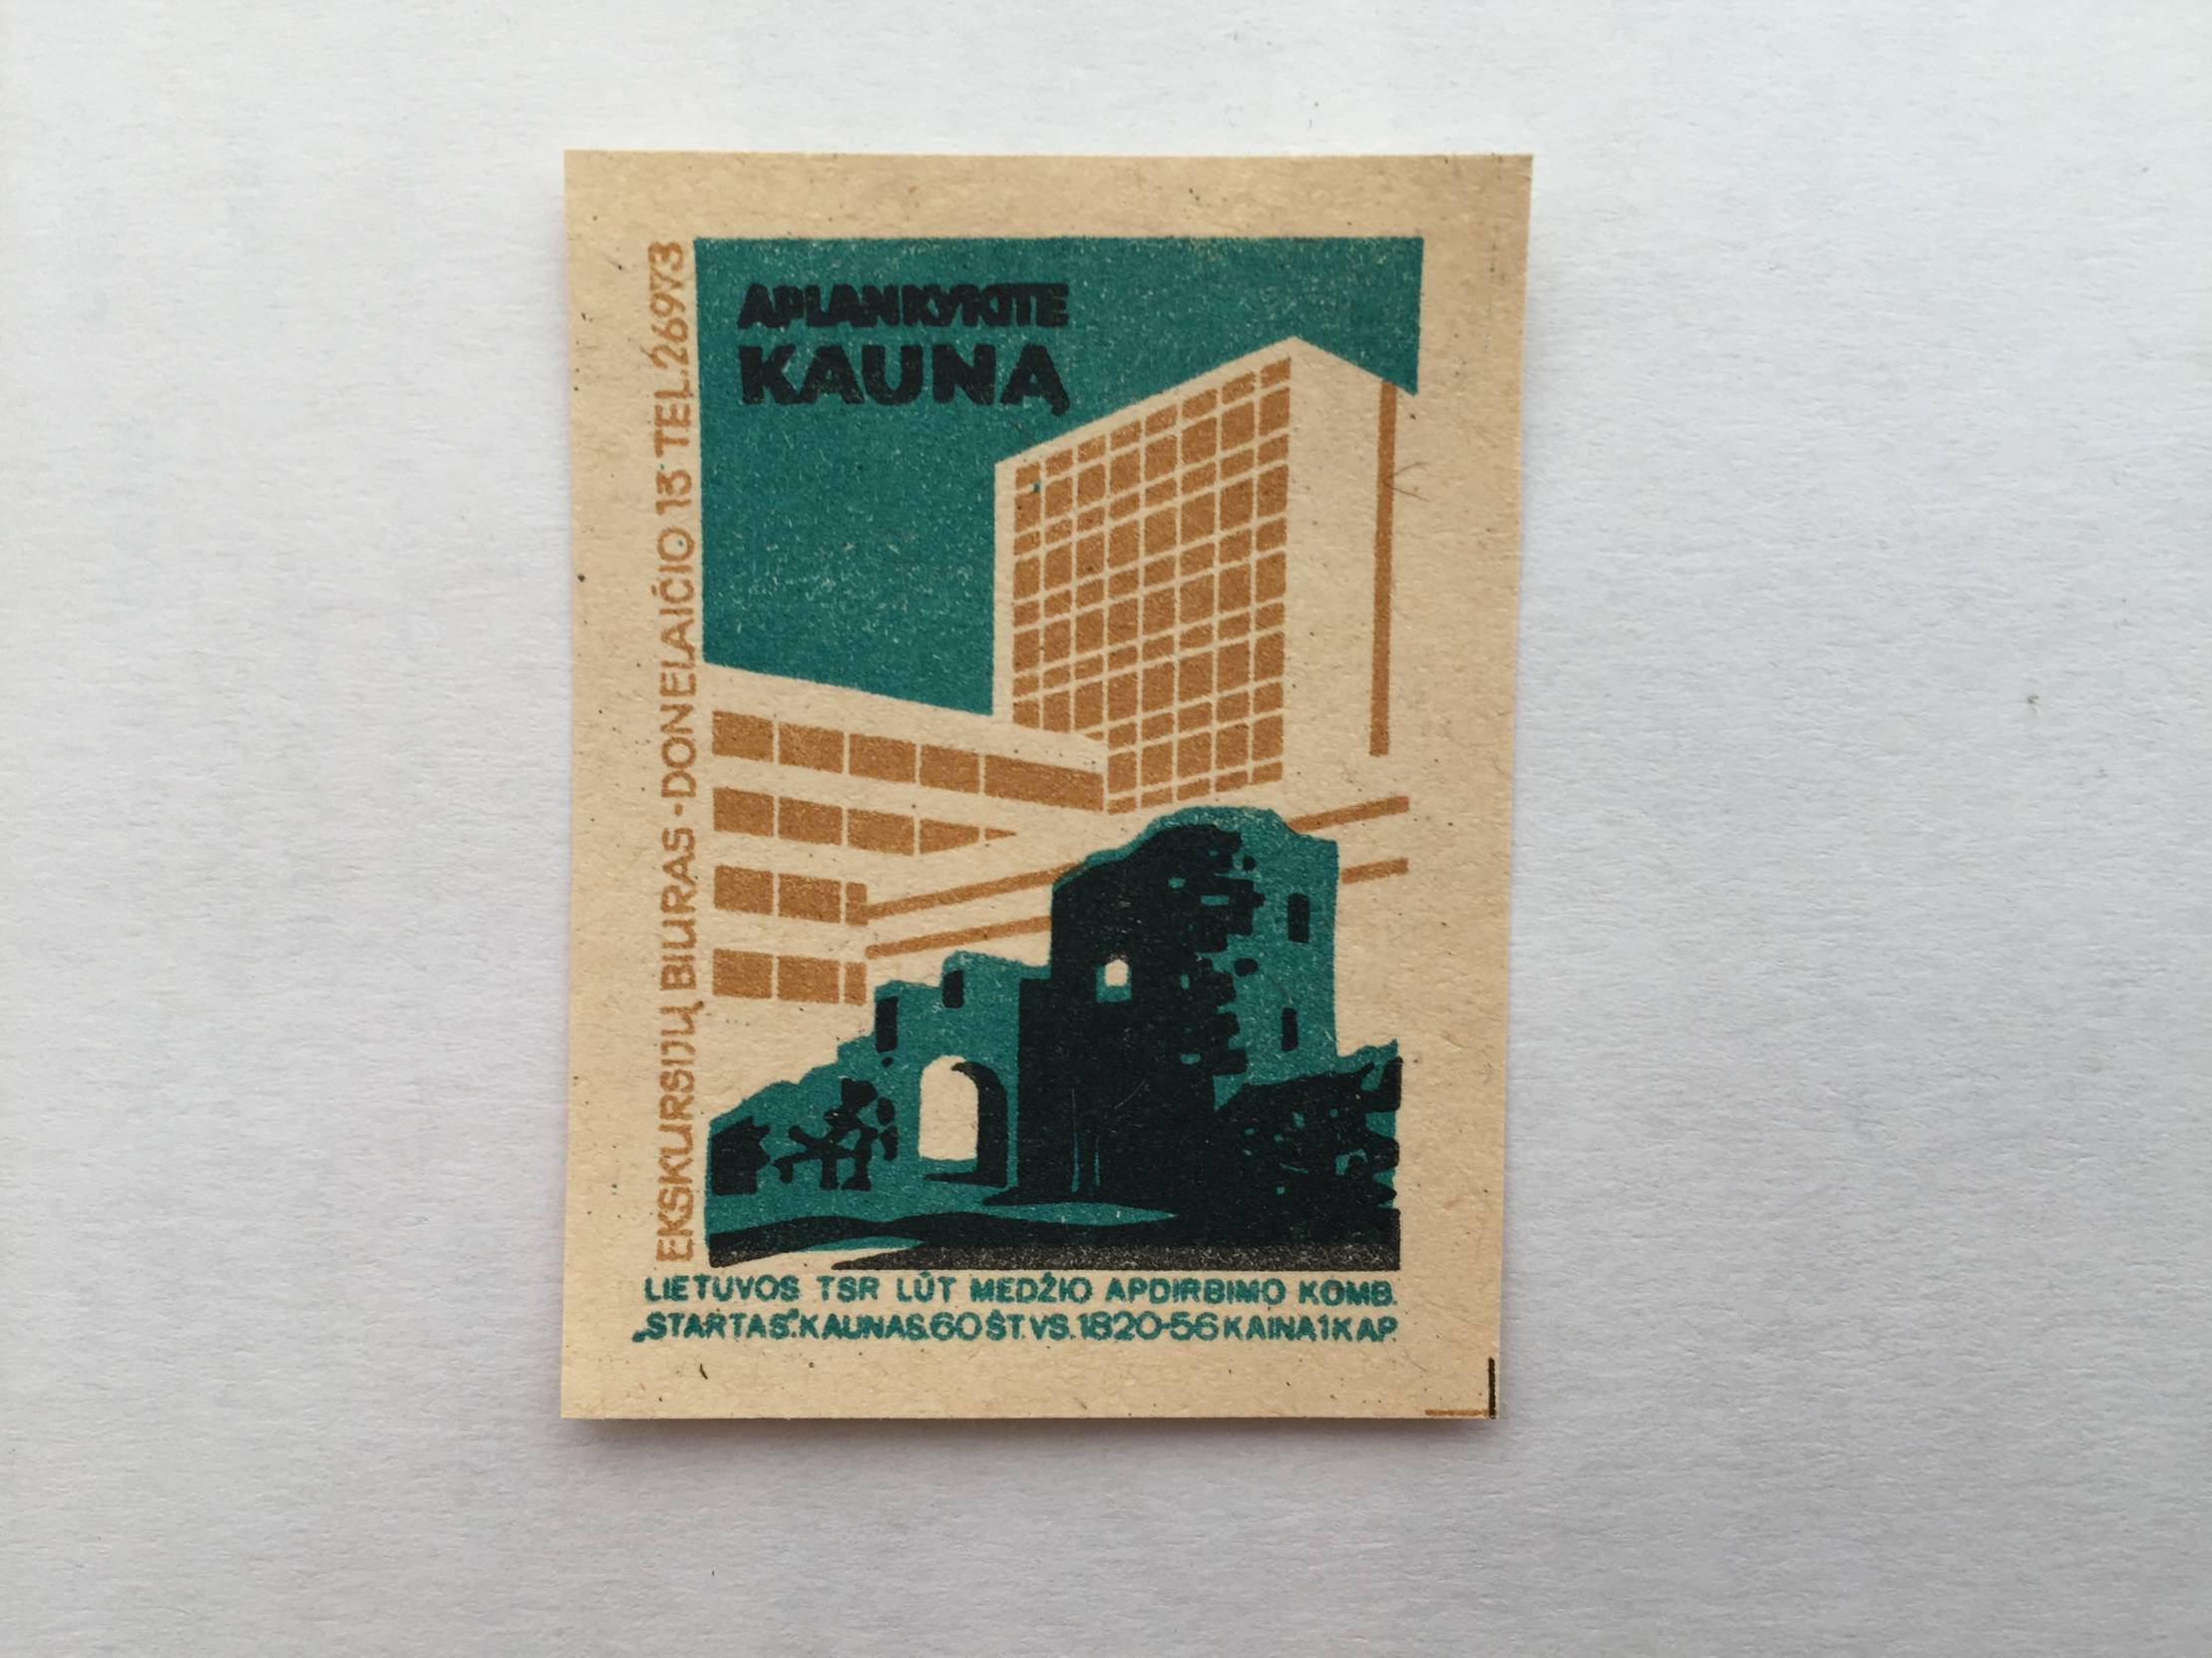 APLANKYKITE
KAUNĄ
EKSKURSIJŲ BIURAS-DONELAIČIO 13 TEL.26973
LIETUVOS TSR LŪT MEDŽIO APDIRBIMO KOMB.
„STARTAS“.KAUNAS.60 ŠT.VS.1820-56 KAINA 1 KAP.